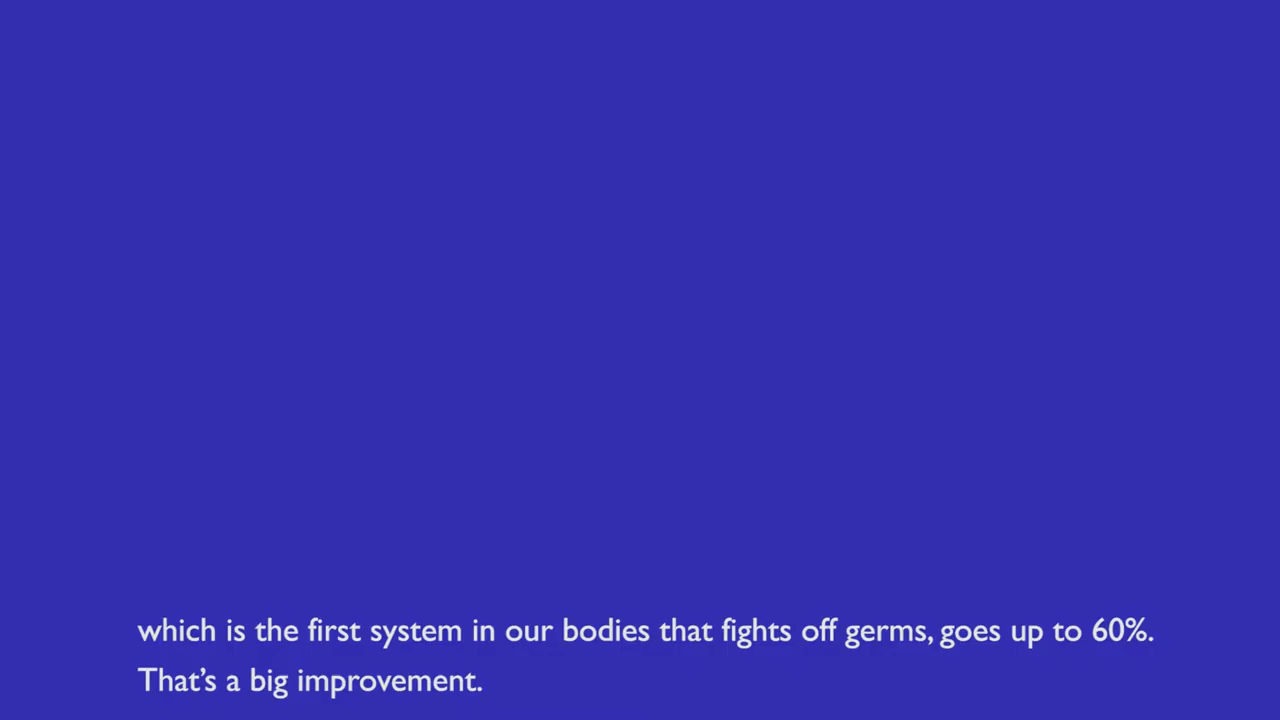 which is the first system in our bodies that fights off germs, goes up to 60%.
That’s a big improvement.